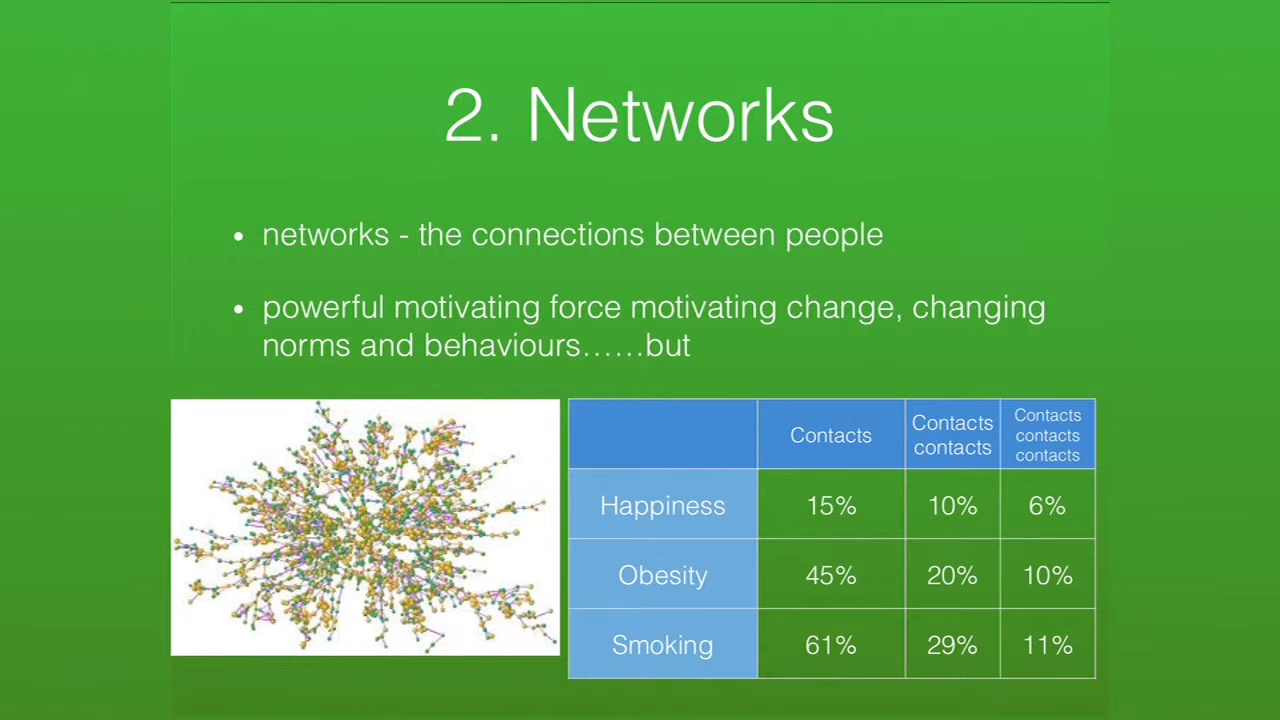 2. Networks
• networks - the connections between people
• powerful motivating force motivating change, changing
norms and behaviours……but
Contacts
Contacts
contacts
Contacts
contacts
contacts
Happiness 15% 10% 6%
Obesity 45% 20% 10%
Smoking 61% 29% 11%